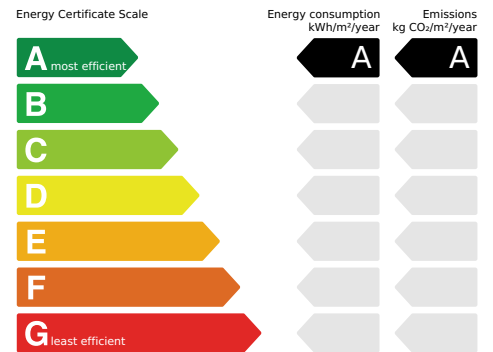 Energy Certificate Scale
Energy consumption
kWh/m²/year
Emissions
kg CO₂/m²/year
A most efficient
A
A
B
C
D
E
F
G least efficient